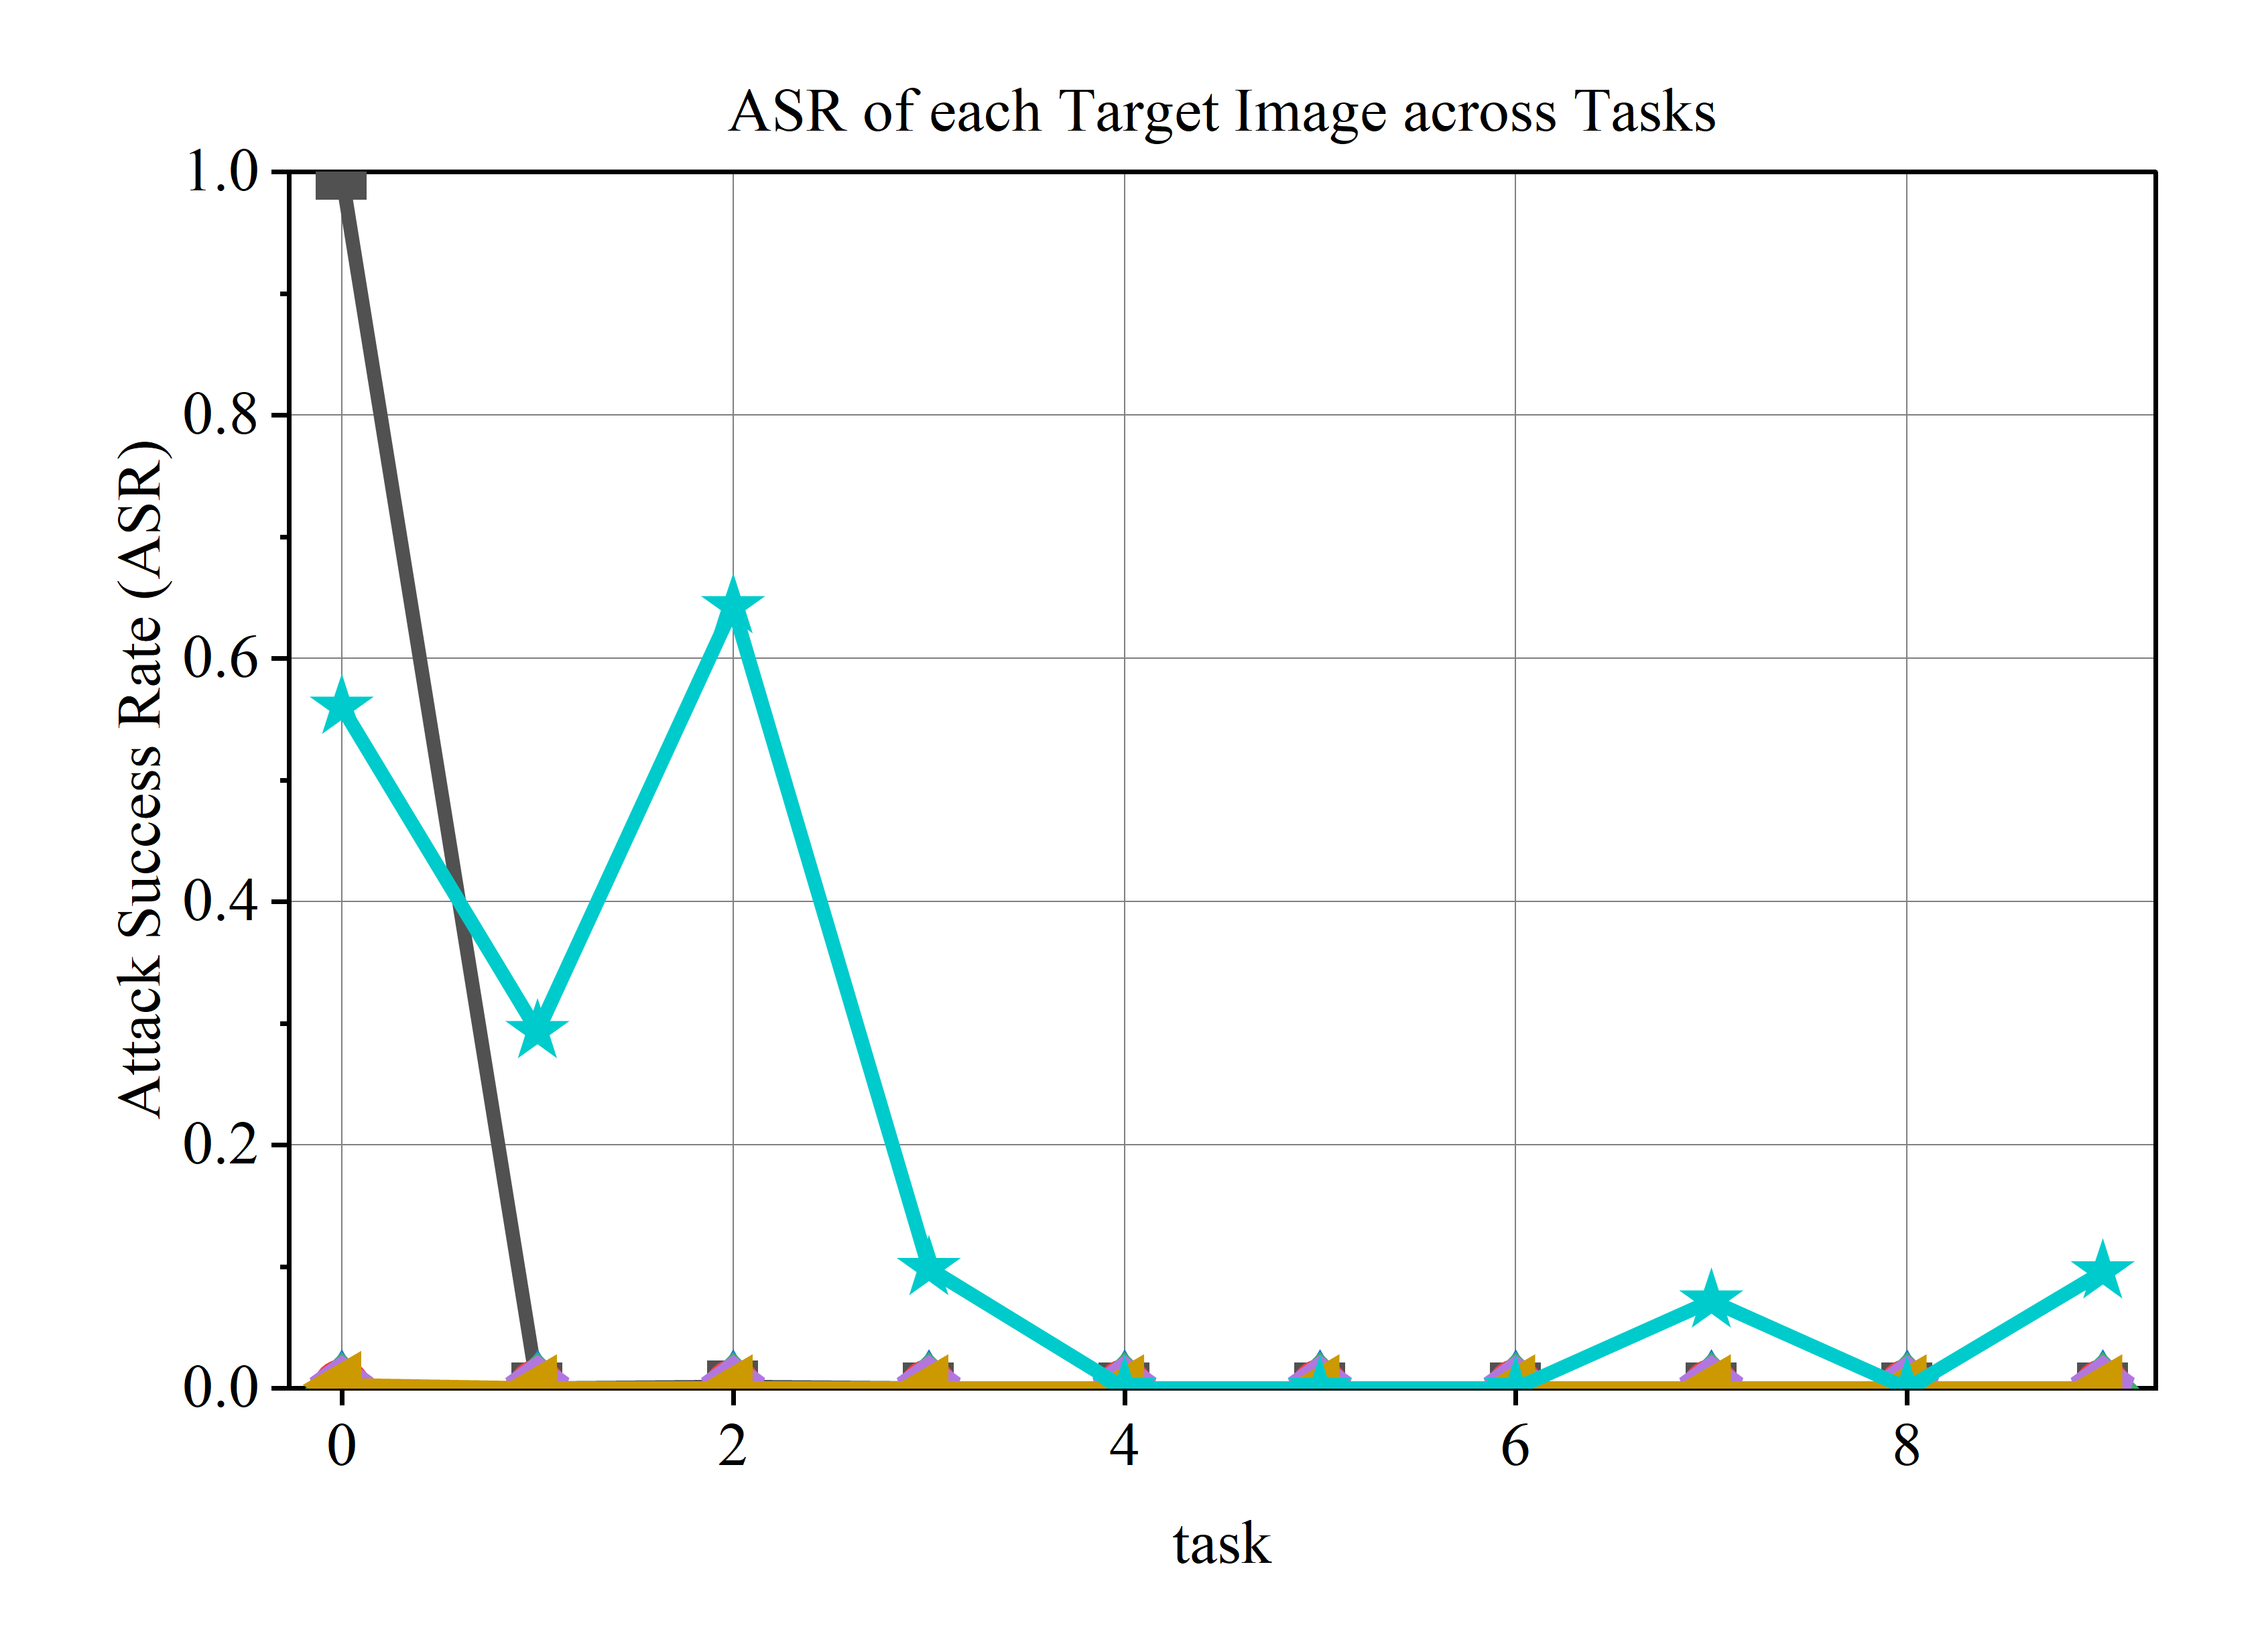 ASR of each Target Image across Tasks
Attack Success Rate (ASR)
1.0
0.8
0.6
0.4
0.2
0.0
0 2 4 6 8
task